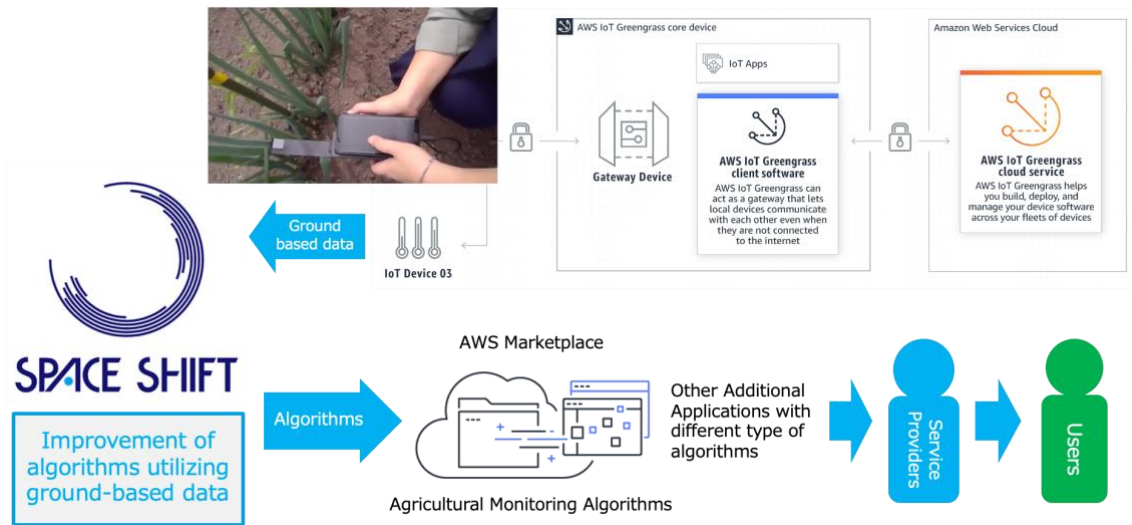 AWS IoT Greengrass core device
Amazon Web Services Cloud
IoT Apps
Gateway Device
AWS IoT Greengrass
client software
AWS IoT Greengrass can
act as a gateway that lets
local devices communicate
with each other even when
they are not connected
to the internet
AWS IoT Greengrass
cloud service
AWS IoT Greengrass helps
you build, deploy, and
manage your device software
across your fleets of devices
Ground
based data
IoT Device 03
SPACE SHIFT
Improvement of
algorithms utilizing
ground-based data
Algorithms
AWS Marketplace
Agricultural Monitoring Algorithms
Other Additional
Applications with
different type of
algorithms
Service
Providers
Users